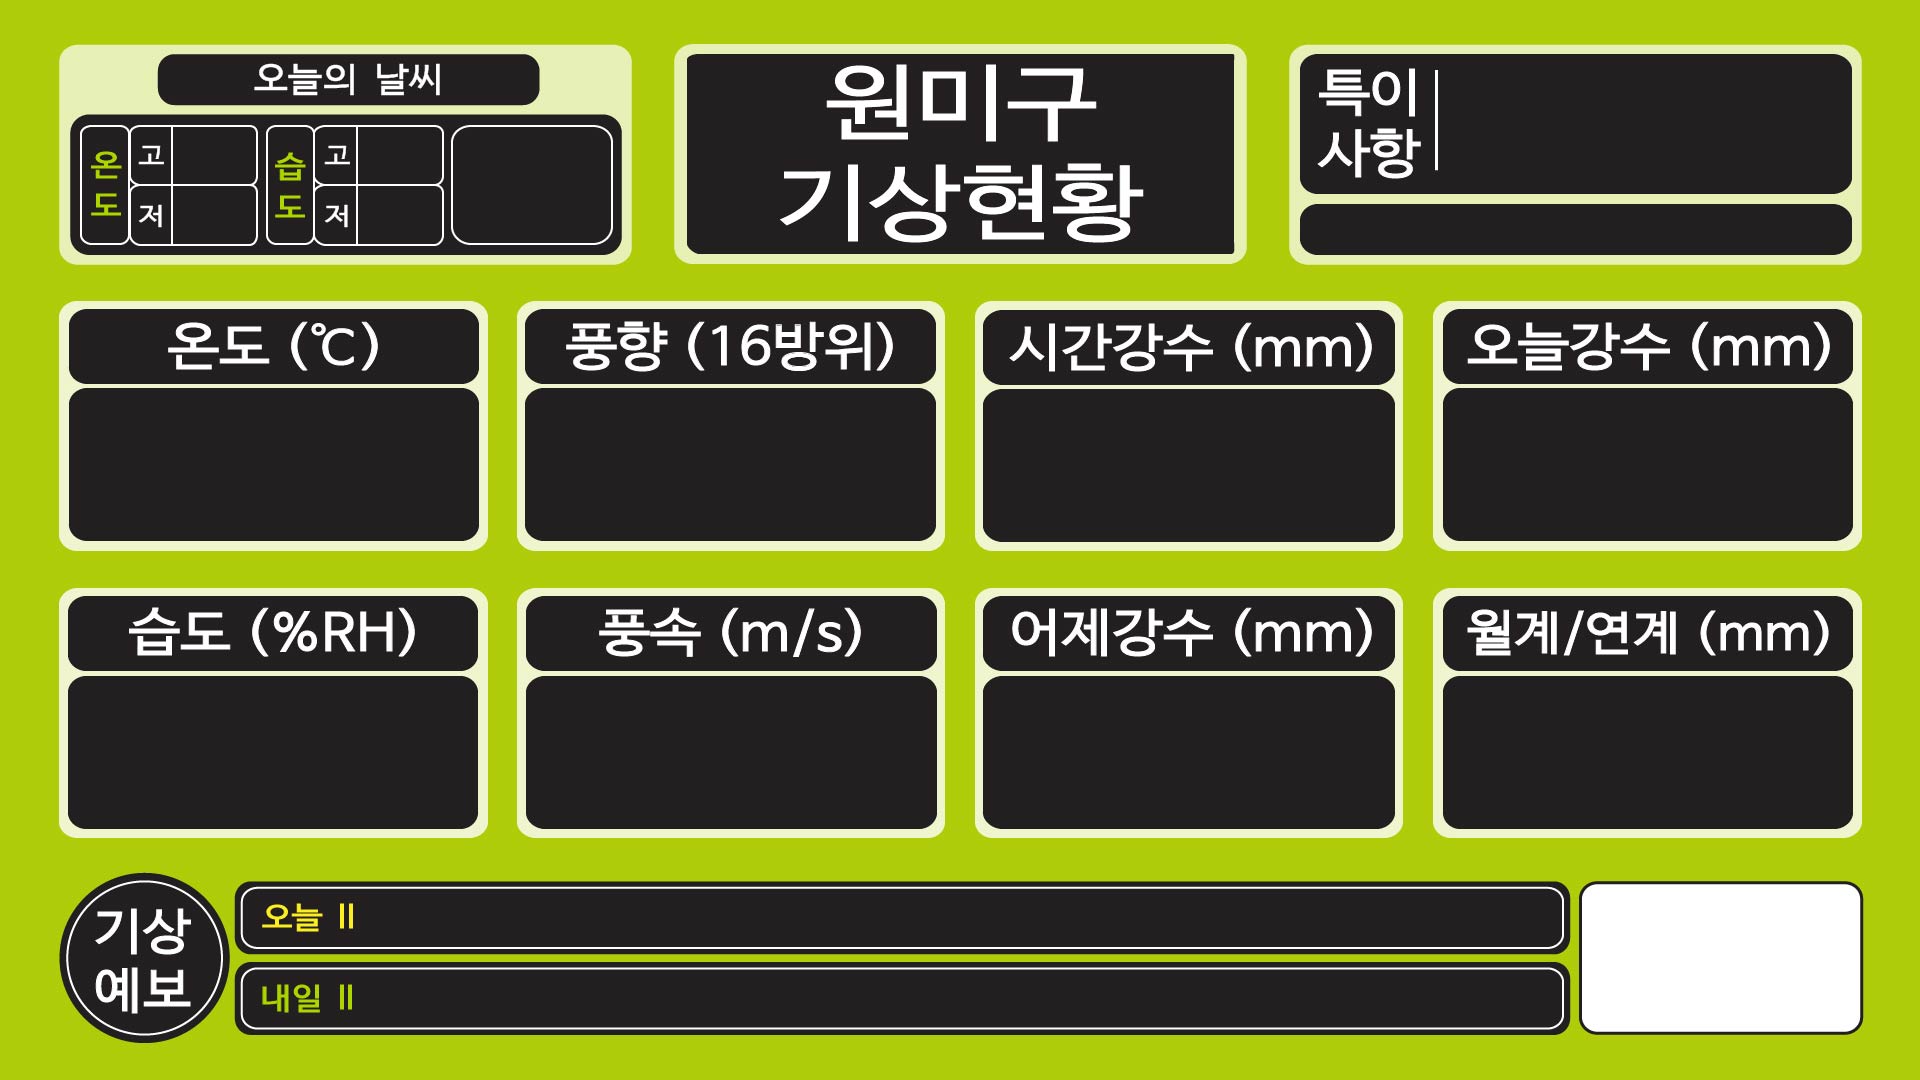 오늘의 날씨
온도
고
저
습도
고
저
원미구
기상현황
특이
사항
온도 (℃)
풍향 (16방위)
시간강수 (mm)
오늘강수 (mm)
습도 (%RH)
풍속 (m/s)
어제강수 (mm)
월계/연계 (mm)
기상
예보
오늘 ||
내일 ||